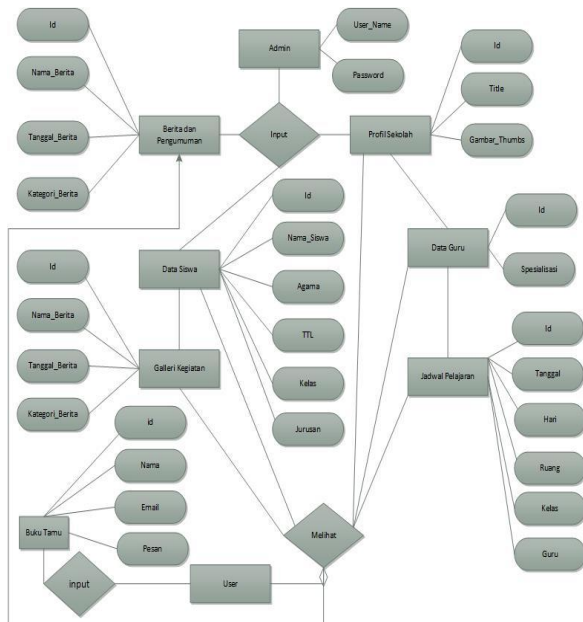 Id
User_Name
Admin
Id
Nama_Berita
Password
Title
Tanggal_Berita
Berita dan
Pengumuman
Input
Profil Sekolah
Gambar_Thumbs
Kategori_Berita
Id
Id
Nama_Siswa
Data Guru
Id
Data Siswa
Spesialisasi
Nama_Berita
Agama
Id
Tanggal_Berita
TTL
Galleri Kegiatan
Jadwal Pelajaran
Tanggal
Kategori_Berita
Kelas
Hari
id
Jurusan
Nama
Ruang
Email
Kelas
Buku Tamu
Melihat
Pesan
Guru
input
User